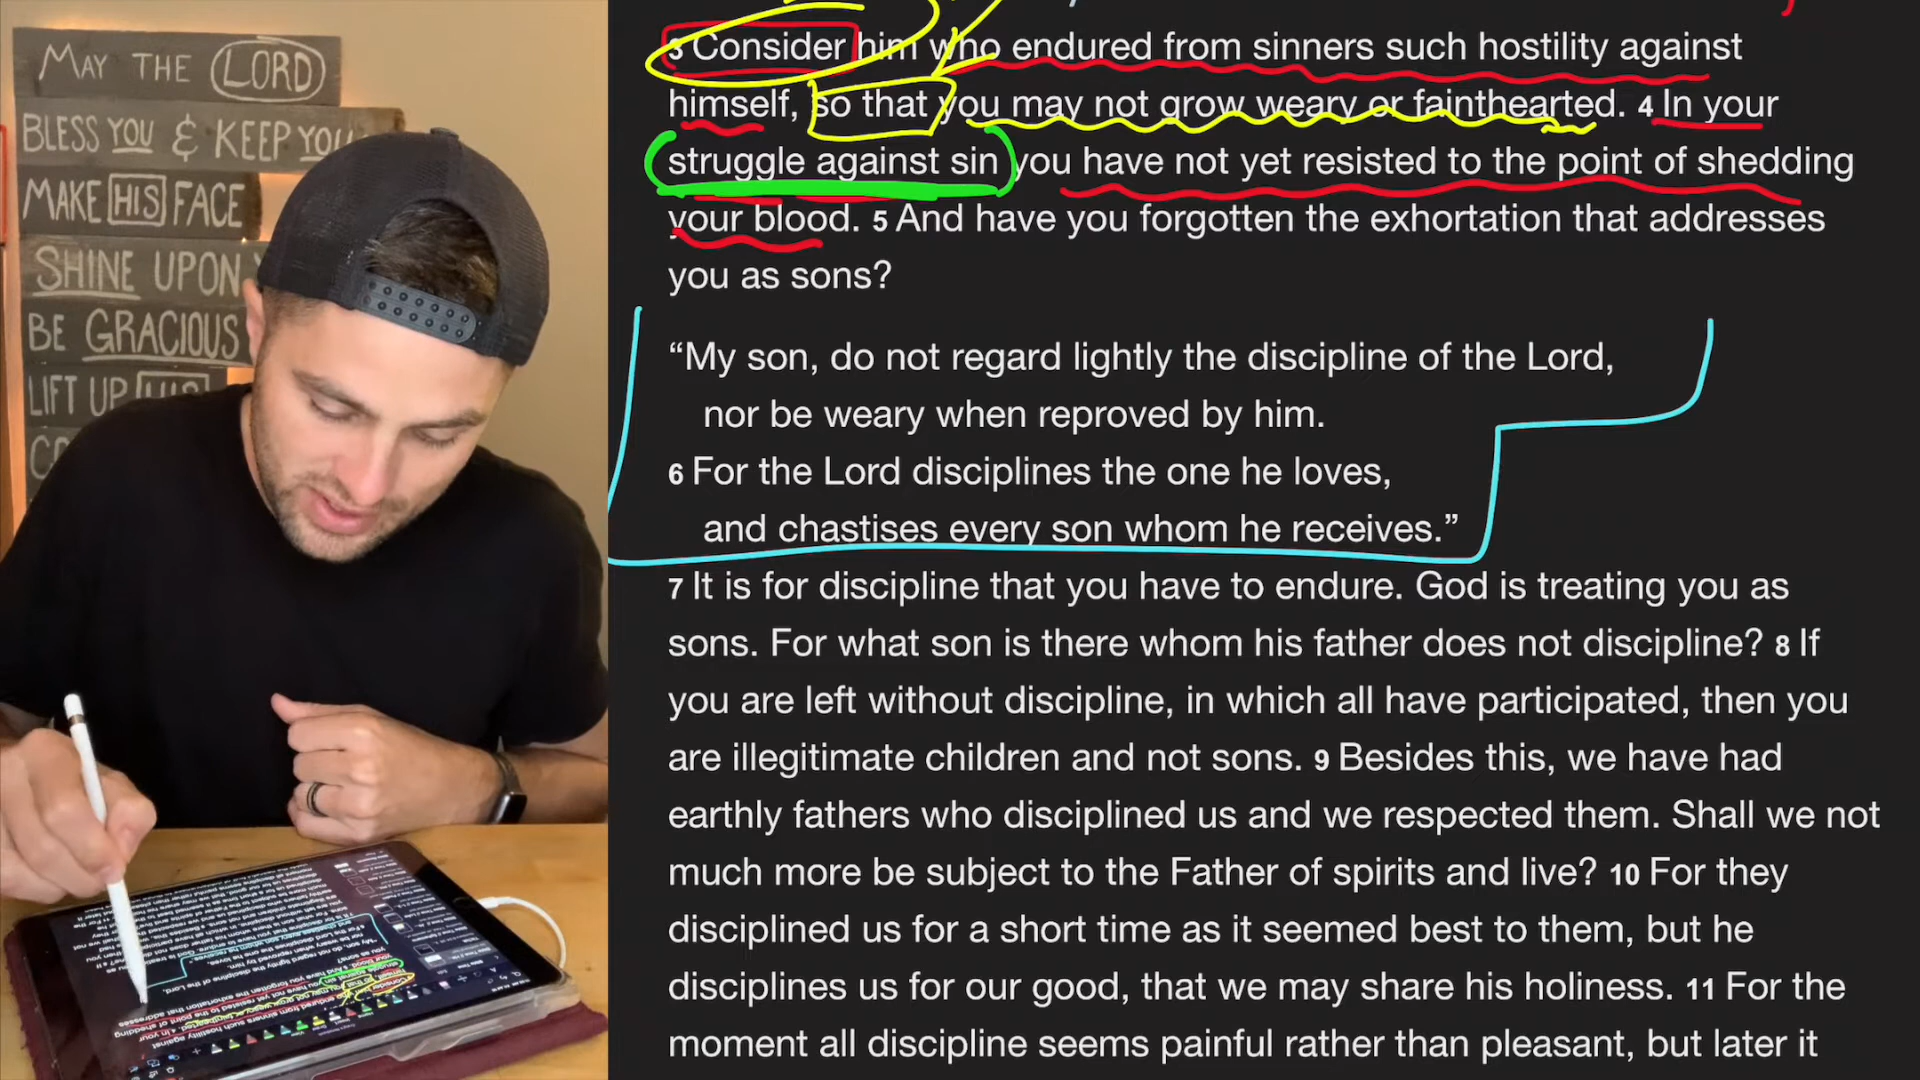 MAY THE LORD
BLESS YOU & KEEP YOU
MAKE HIS FACE
SHINE UPON
BE GRACIOUS
LIFT UP HIS
3 Consider him who endured from sinners such hostility against
himself, so that you may not grow weary or fainthearted. 4 In your
struggle against sin you have not yet resisted to the point of shedding
your blood. 5 And have you forgotten the exhortation that addresses
you as sons?
“My son, do not regard lightly the discipline of the Lord,
nor be weary when reproved by him.
6 For the Lord disciplines the one he loves,
and chastises every son whom he receives.”
7 It is for discipline that you have to endure. God is treating you as
sons. For what son is there whom his father does not discipline? 8 If
you are left without discipline, in which all have participated, then you
are illegitimate children and not sons. 9 Besides this, we have had
earthly fathers who disciplined us and we respected them. Shall we not
much more be subject to the Father of spirits and live? 10 For they
disciplined us for a short time as it seemed best to them, but he
disciplines us for our good, that we may share his holiness. 11 For the
moment all discipline seems painful rather than pleasant, but later it